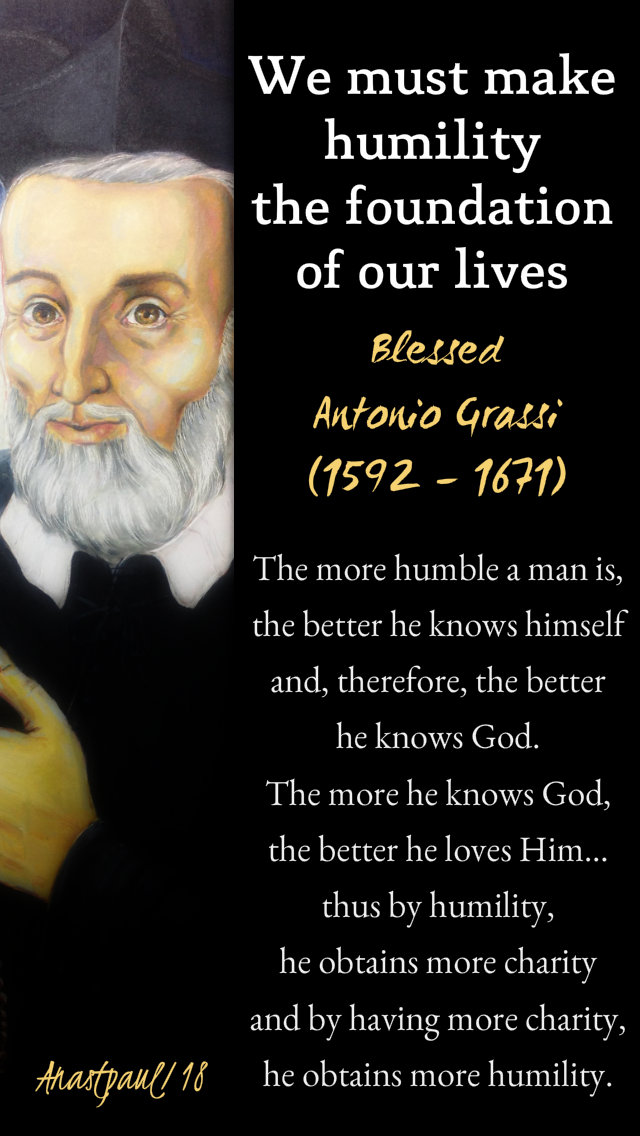 We must make
humility
the foundation
of our lives
Blessed
Antonio Grassi
(1592 – 1671)
The more humble a man is,
the better he knows himself
and, therefore, the better
he knows God.
The more he knows God,
the better he loves Him...
thus by humility,
he obtains more charity
and by having more charity,
he obtains more humility.
Anastpaul/ 18